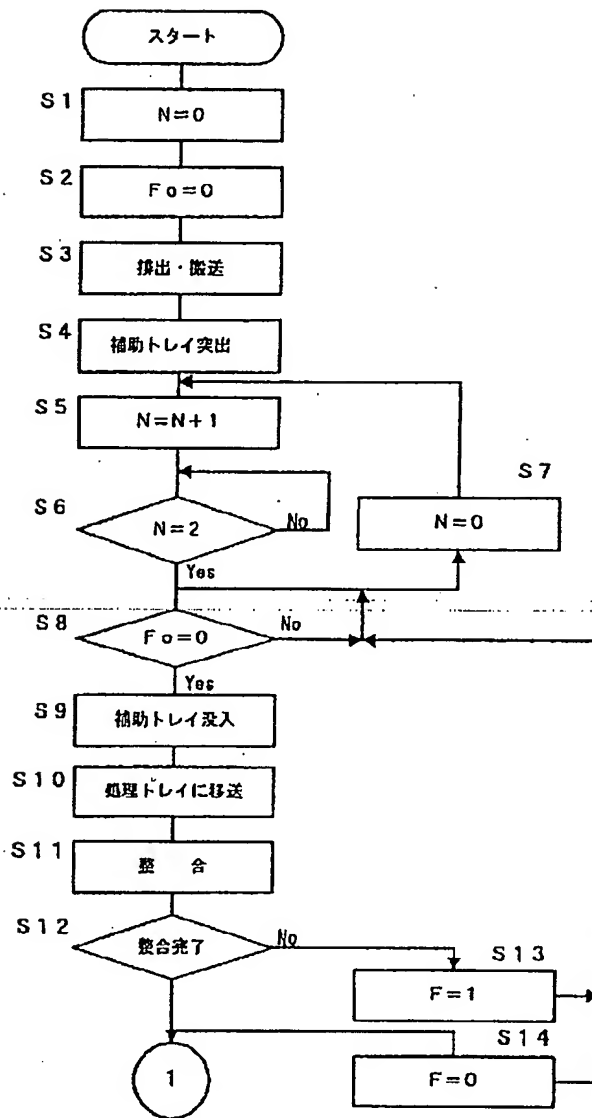 スタート
S1
N=0
S2
Fo=0
S3
排出・搬送
S4
補助トレイ突出
S5
N=N+1
S6
N=2
No
S7
N=0
Yes
S8
Fo=0
No
Yes
S9
補助トレイ没入
S10
処理トレイに移送
S11
整 合
S12
整合完了
No
S13
F=1
S14
F=0
1